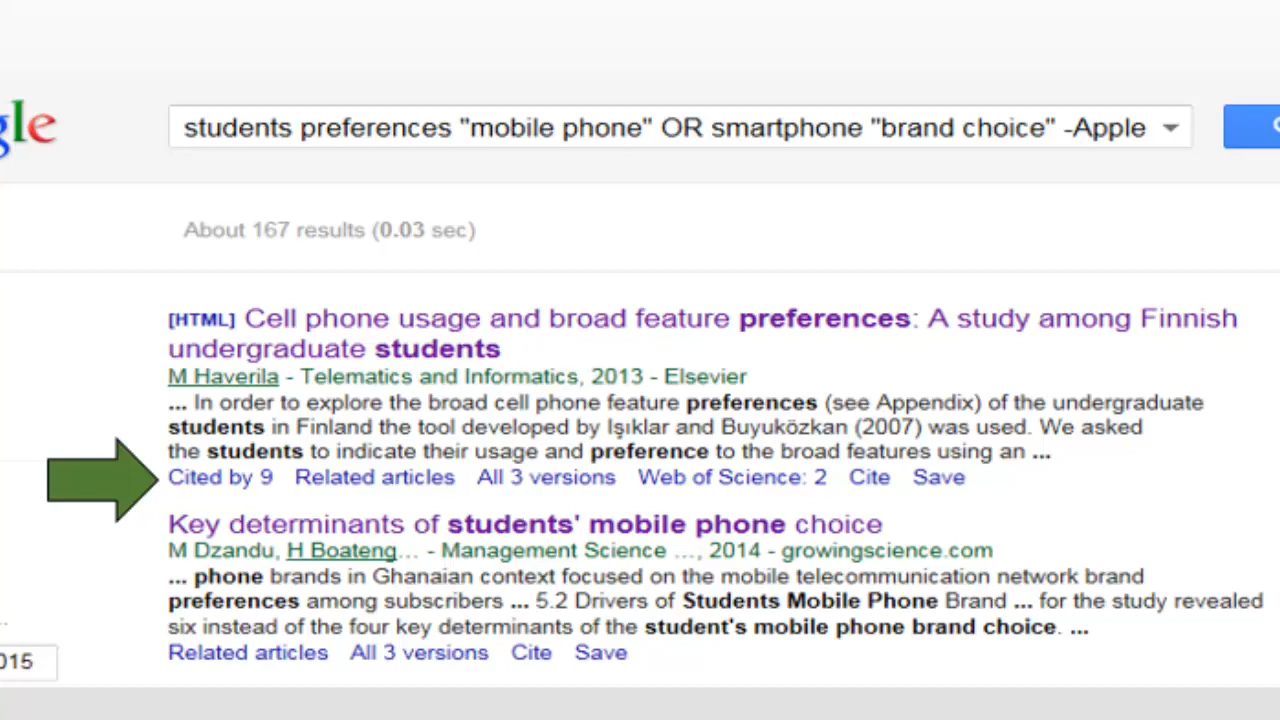 gle
students preferences "mobile phone" OR smartphone "brand choice" -Apple
About 167 results (0.03 sec)
[HTML] Cell phone usage and broad feature preferences: A study among Finnish
undergraduate students
M Haverila - Telematics and Informatics, 2013 - Elsevier
... In order to explore the broad cell phone feature preferences (see Appendix) of the undergraduate
students in Finland the tool developed by Işıklar and Buyuközkan (2007) was used. We asked
the students to indicate their usage and preference to the broad features using an ...
Cited by 9 Related articles All 3 versions Web of Science: 2 Cite Save
Key determinants of students' mobile phone choice
M Dzandu, H Boateng… - Management Science …, 2014 - growingscience.com
... phone brands in Ghanaian context focused on the mobile telecommunication network brand
preferences among subscribers ... 5.2 Drivers of Students Mobile Phone Brand ... for the study revealed
six instead of the four key determinants of the student's mobile phone brand choice. ...
Related articles All 3 versions Cite Save
015